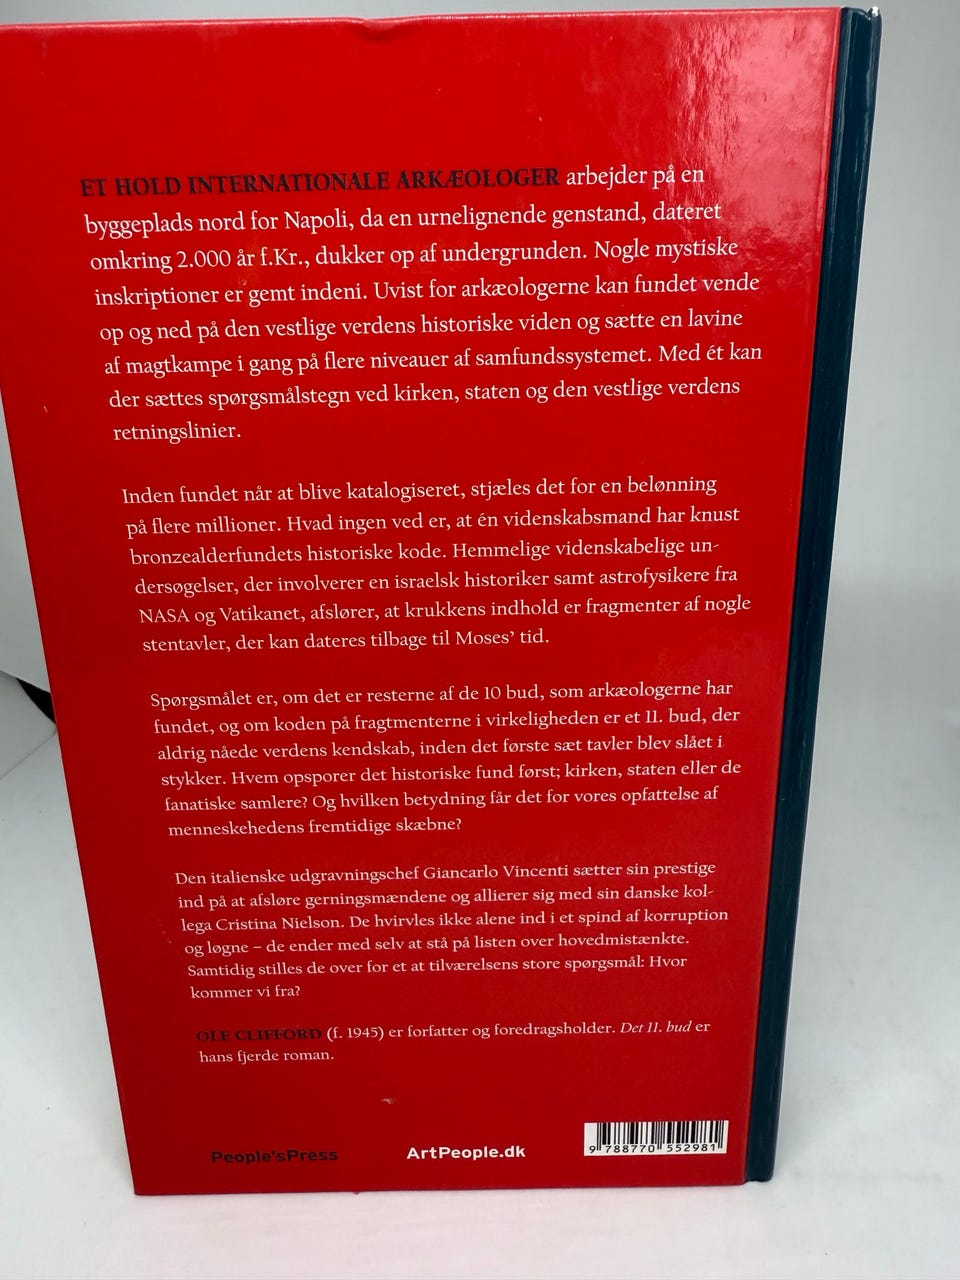 ET HOLD INTERNATIONALE ARKÆOLOGER arbejder på en
byggeplads nord for Napoli, da en urnelignende genstand, dateret
omkring 2.000 år f.Kr., dukker op af undergrunden. Nogle mystiske
inskriptioner er gemt indeni. Uvist for arkæologerne kan fundet vende
op og ned på den vestlige verdens historiske viden og sætte en lavine
af magtkampe i gang på flere niveauer af samfundssystemet. Med ét kan
der sættes spørgsmålstegn ved kirken, staten og den vestlige verdens
retningslinier.
Inden fundet når at blive katalogiseret, stjæles det for en belønning
på flere millioner. Hvad ingen ved er, at én videnskabsmand har knust
bronzealderfundets historiske kode. Hemmelige videnskabelige un-
dersøgelser, der involverer en israelsk historiker samt astrofysikere fra
NASA og Vatikanet, afslører, at krukkens indhold er fragmenter af nogle
stentavler, der kan dateres tilbage til Moses' tid.
Spørgsmålet er, om det er resterne af de 10 bud, som arkæologerne har
fundet, og om koden på fragtmenterne i virkeligheden er et 11. bud, der
aldrig nåede verdens kendskab, inden det første sæt tavler blev slået i
stykker. Hvem opsporer det historiske fund først; kirken, staten eller de
fanatiske samlere? Og hvilken betydning får det for vores opfattelse af
menneskehedens fremtidige skæbne?
Den italienske udgravningschef Giancarlo Vincenti sætter sin prestige
ind på at afsløre gerningsmændene og allierer sig med sin danske kol-
lega Cristina Nielson. De hvirvles ikke alene ind i et spind af korruption
og løgne – de ender med selv at stå på listen over hovedmistænkte.
Samtidig stilles de over for et at tilværelsens store spørgsmål: Hvor
kommer vi fra?
OLE CLIFFORD (f. 1945) er forfatter og foredragsholder. Det 11. bud er
hans fjerde roman.
People'sPress
ArtPeople.dk
9 788770 552981